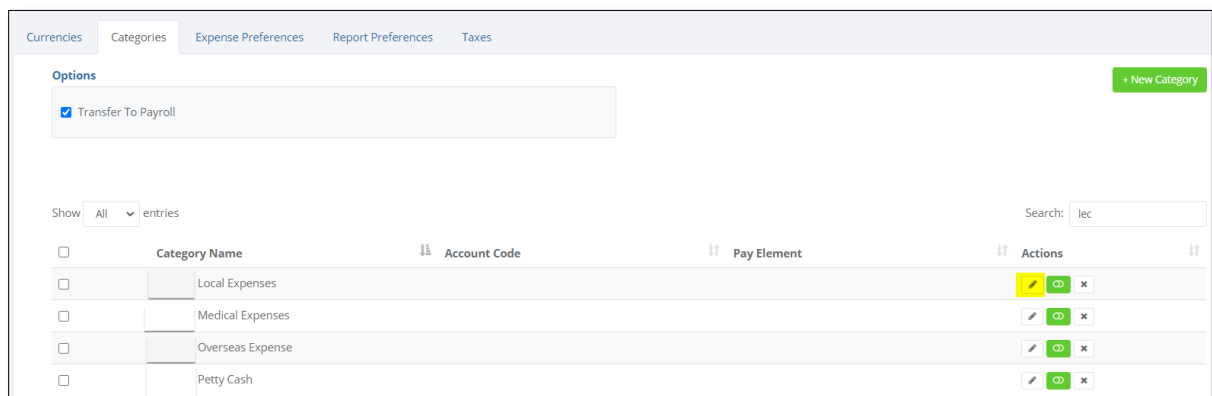 Currencies Categories Expense Preferences Report Preferences Taxes
Options
+ New Category
Transfer To Payroll
Show All entries Search: lec
Category Name Account Code Pay Element Actions
Local Expenses
Medical Expenses
Overseas Expense
Petty Cash